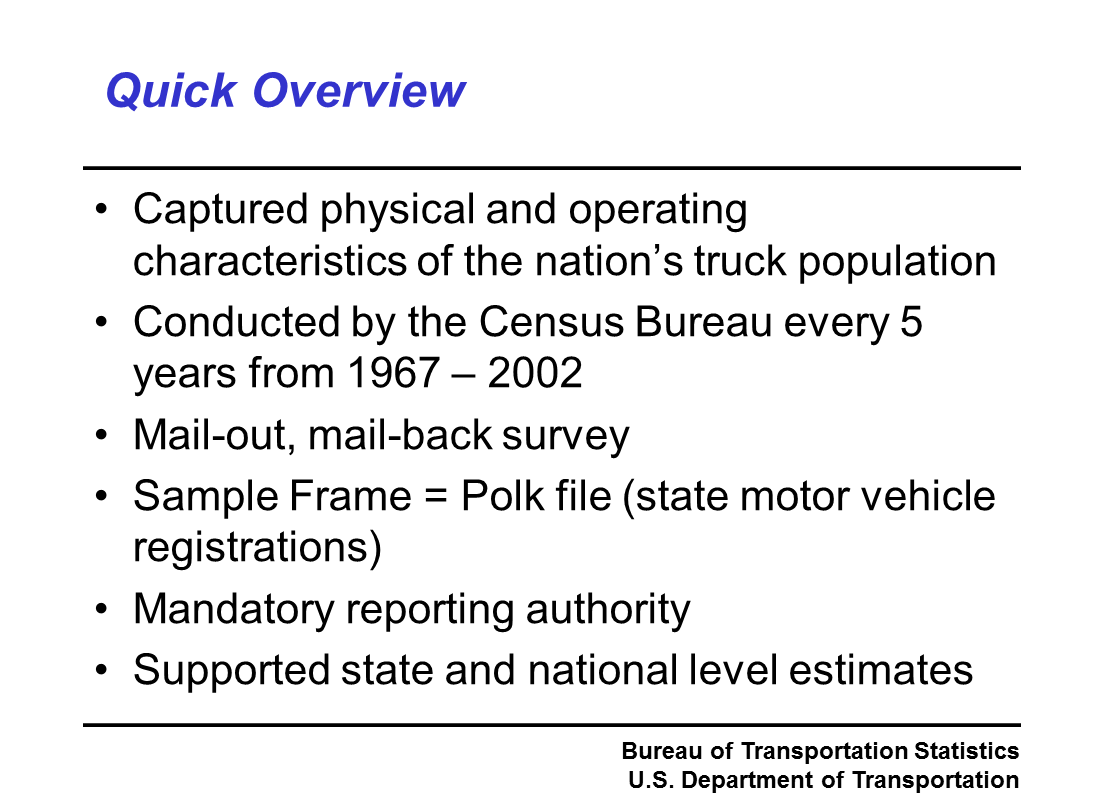 Quick Overview
• Captured physical and operating
characteristics of the nation’s truck population
• Conducted by the Census Bureau every 5
years from 1967 – 2002
• Mail-out, mail-back survey
• Sample Frame = Polk file (state motor vehicle
registrations)
• Mandatory reporting authority
• Supported state and national level estimates
Bureau of Transportation Statistics
U.S. Department of Transportation